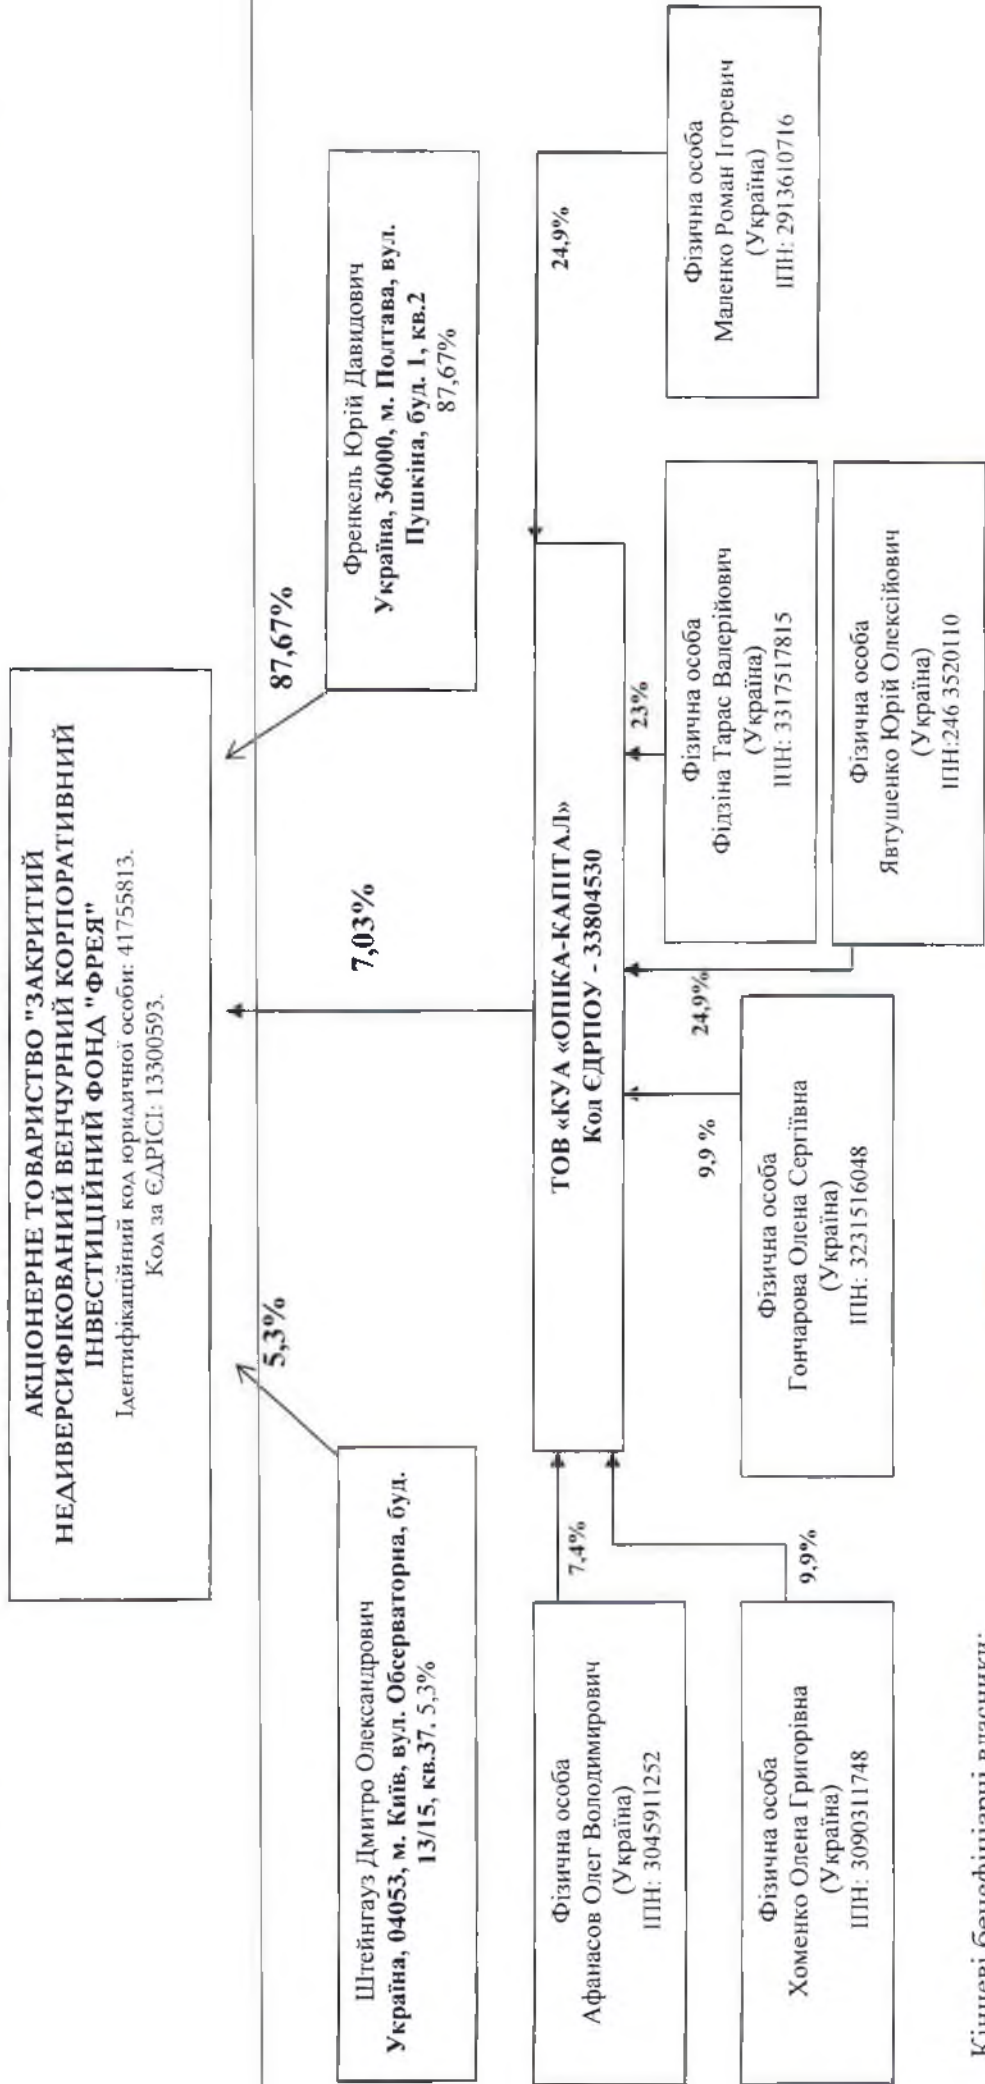 АКЦІОНЕРНЕ ТОВАРИСТВО "ЗАКРИТИЙ
НЕДИВЕРСИФІКОВАНИЙ ВЕНЧУРНИЙ КОРПОРАТИВНИЙ
ІНВЕСТИЦІЙНИЙ ФОНД "ФРЕЯ"
Ідентифікаційний код юридичної особи: 41755813.
Код за ЄДРІСІ: 13300593.
5,3%
7,03%
87,67%
Штейнгауз Дмитро Олександрович
Україна, 04053, м. Київ, вул. Обсерваторна, буд.
13/15, кв.37. 5,3%
Френкель Юрій Давидович
Україна, 36000, м. Полтава, вул.
Пушкіна, буд. 1, кв.2
87,67%
ТОВ «КУА «ОПІКА-КАПІТАЛ»
Код ЄДРПОУ - 33804530
7,4%
9,9%
9,9 %
24,9%
23%
24,9%
Фізична особа
Афанасов Олег Володимирович
(Україна)
ІПН: 3045911252
Фізична особа
Хоменко Олена Григорівна
(Україна)
ІПН: 3090311748
Фізична особа
Гончарова Олена Сергіївна
(Україна)
ІПН: 3231516048
Фізична особа
Фідзіна Тарас Валерійович
(Україна)
ІПН: 3317517815
Фізична особа
Явтушенко Юрій Олексійович
(Україна)
ІПН:246 3520110
Фізична особа
Маленко Роман Ігоревич
(Україна)
ІПН: 2913610716
Кінцеві бенефіціарні власники: